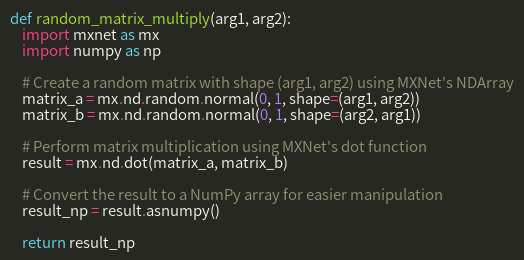 def random_matrix_multiply(arg1, arg2):
    import mxnet as mx
    import numpy as np

    # Create a random matrix with shape (arg1, arg2) using MXNet's NDArray
    matrix_a = mx.nd.random.normal(0, 1, shape=(arg1, arg2))
    matrix_b = mx.nd.random.normal(0, 1, shape=(arg2, arg1))

    # Perform matrix multiplication using MXNet's dot function
    result = mx.nd.dot(matrix_a, matrix_b)

    # Convert the result to a NumPy array for easier manipulation
    result_np = result.asnumpy()

    return result_np